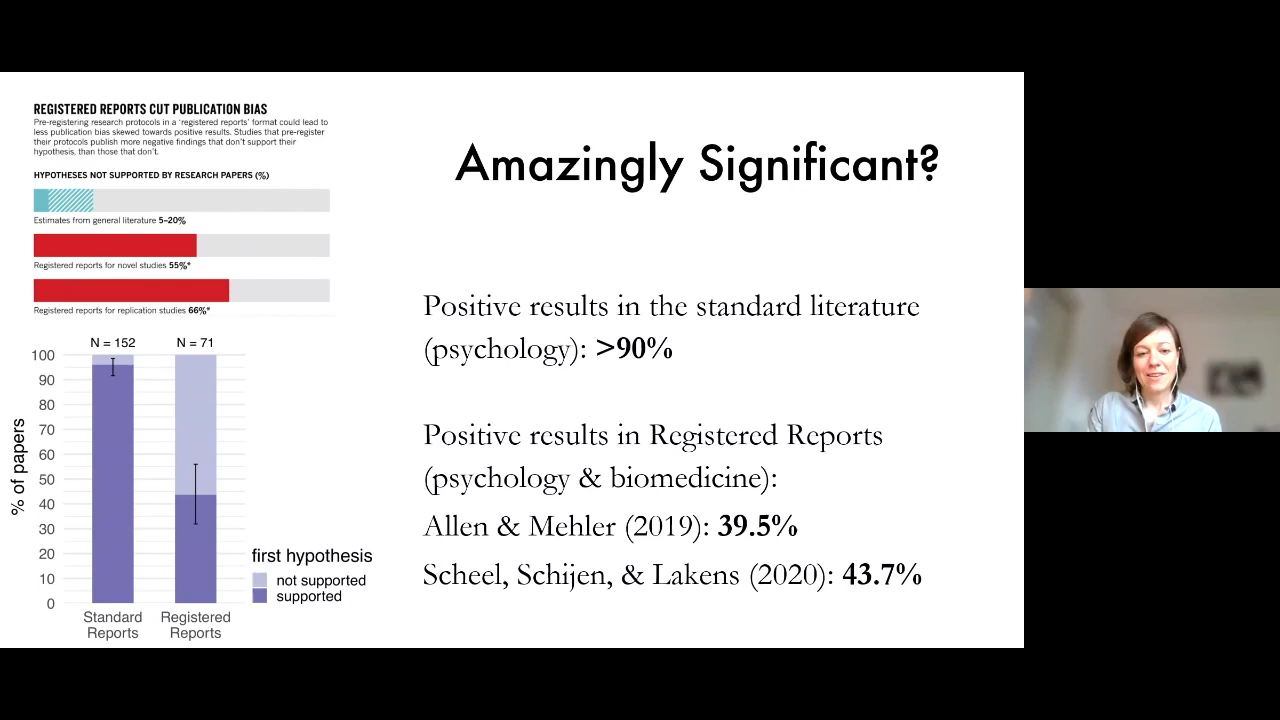 REGISTERED REPORTS CUT PUBLICATION BIAS
Pre-registering research protocols in a 'registered reports' format could lead to
less publication bias skewed towards positive results. Studies that pre-register
their protocols publish more negative findings that don't support their
hypothesis, than those that don't.
HYPOTHESES NOT SUPPORTED BY RESEARCH PAPERS (%)
Estimates from general literature 5–20%
Registered reports for novel studies 55%*
Registered reports for replication studies 66%*
N = 152 N = 71
100
90
80
70
60
50
40
30
20
10
0
% of papers
Standard
Reports
Registered
Reports
first hypothesis
not supported
supported
Amazingly Significant?
Positive results in the standard literature
(psychology): >90%
Positive results in Registered Reports
(psychology & biomedicine):
Allen & Mehler (2019): 39.5%
Scheel, Schijen, & Lakens (2020): 43.7%